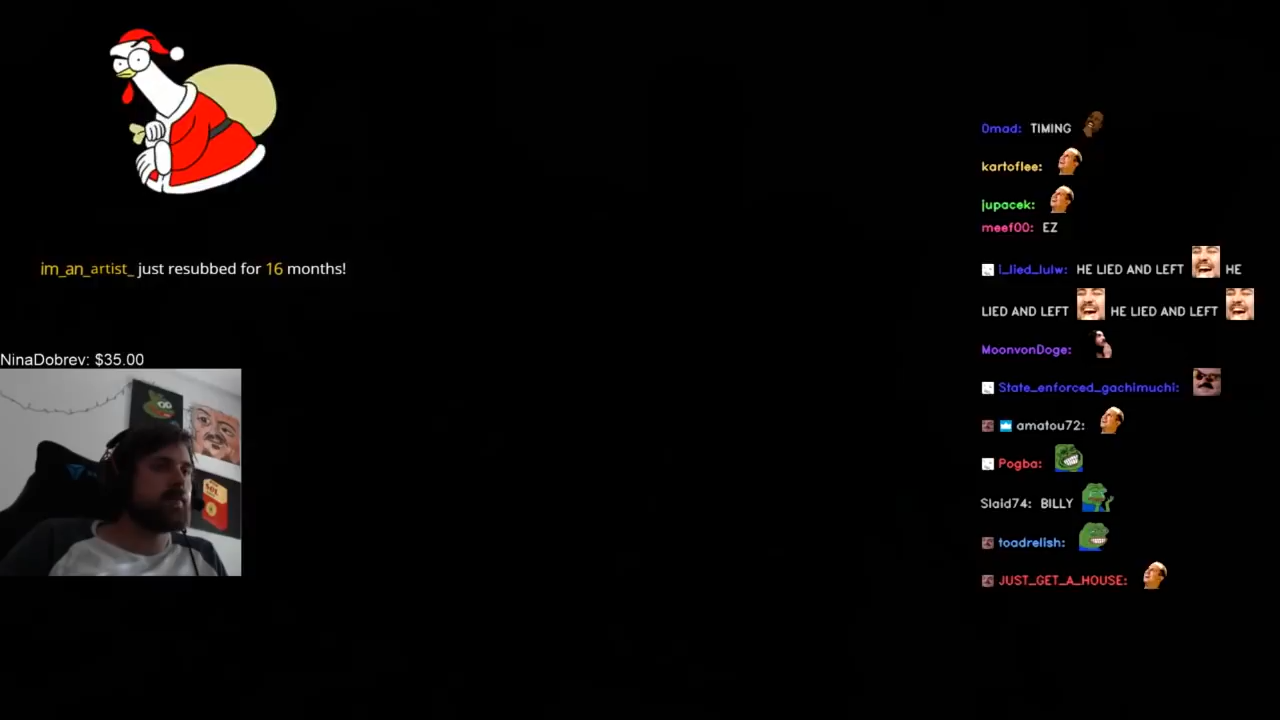 im_an_artist_ just resubbed for 16 months!
NinaDobrev: $35.00
0mad: TIMING
kartoflee:
jupacek:
meef00: EZ
i_lied_lulw: HE LIED AND LEFT HE
LIED AND LEFT HE LIED AND LEFT
MoonvonDoge:
State_enforced_gachimuchi:
amatou72:
Pogba:
Slaid74: BILLY
toadrelish:
JUST_GET_A_HOUSE: